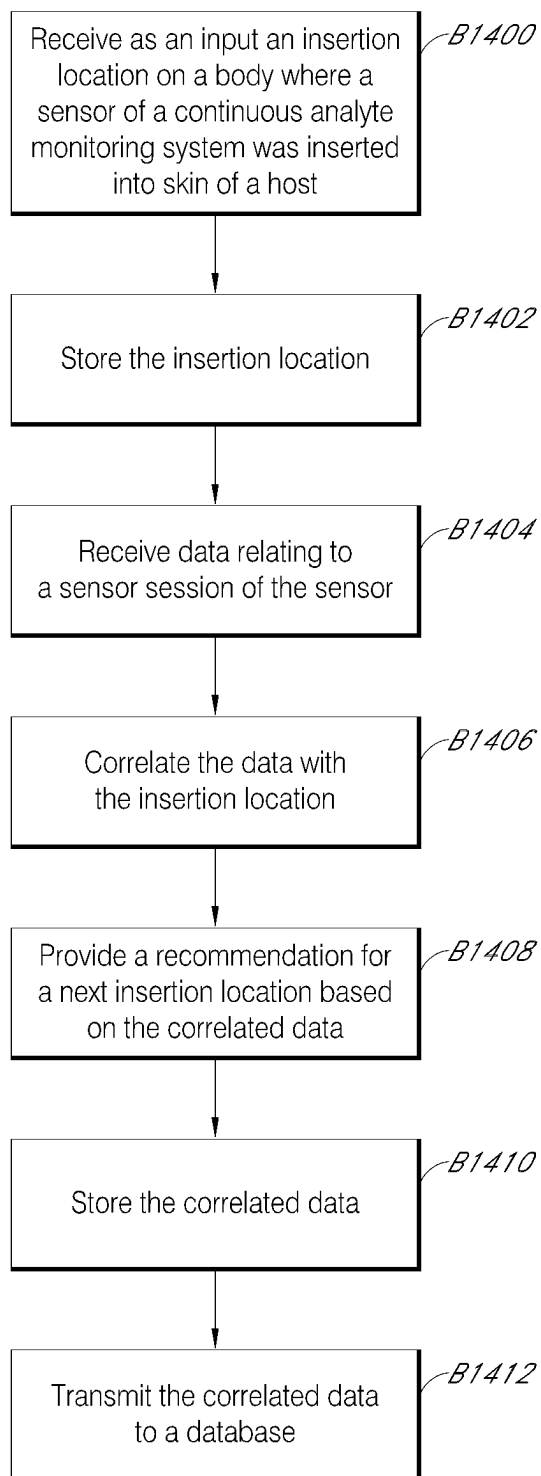 Receive as an input an insertion
location on a body where a
sensor of a continuous analyte
monitoring system was inserted
into skin of a host
B1400
Store the insertion location
B1402
Receive data relating to
a sensor session of the sensor
B1404
Correlate the data with
the insertion location
B1406
Provide a recommendation for
a next insertion location based
on the correlated data
B1408
Store the correlated data
B1410
Transmit the correlated data
to a database
B1412